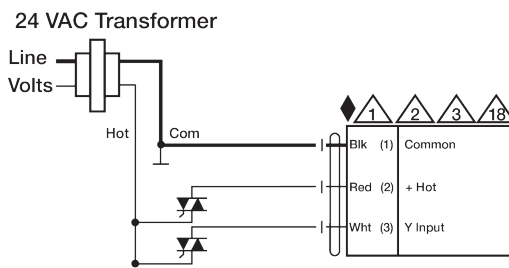 24 VAC Transformer
Line
Volts
Hot
Com
1 2 3 18
Blk (1) Common
Red (2) + Hot
Wht (3) Y Input